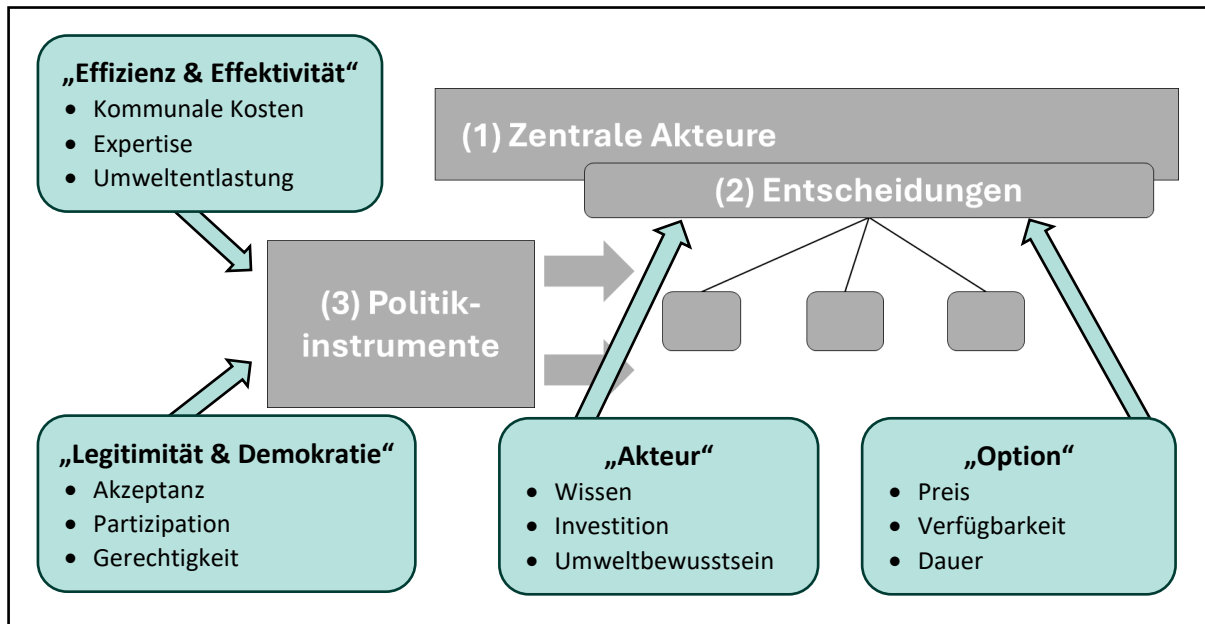 „Effizienz & Effektivität“
• Kommunale Kosten
• Expertise
• Umweltentlastung
(1) Zentrale Akteure
(2) Entscheidungen
(3) Politik-
instrumente
„Legitimität & Demokratie“
• Akzeptanz
• Partizipation
• Gerechtigkeit
„Akteur“
• Wissen
• Investition
• Umweltbewusstsein
„Option“
• Preis
• Verfügbarkeit
• Dauer